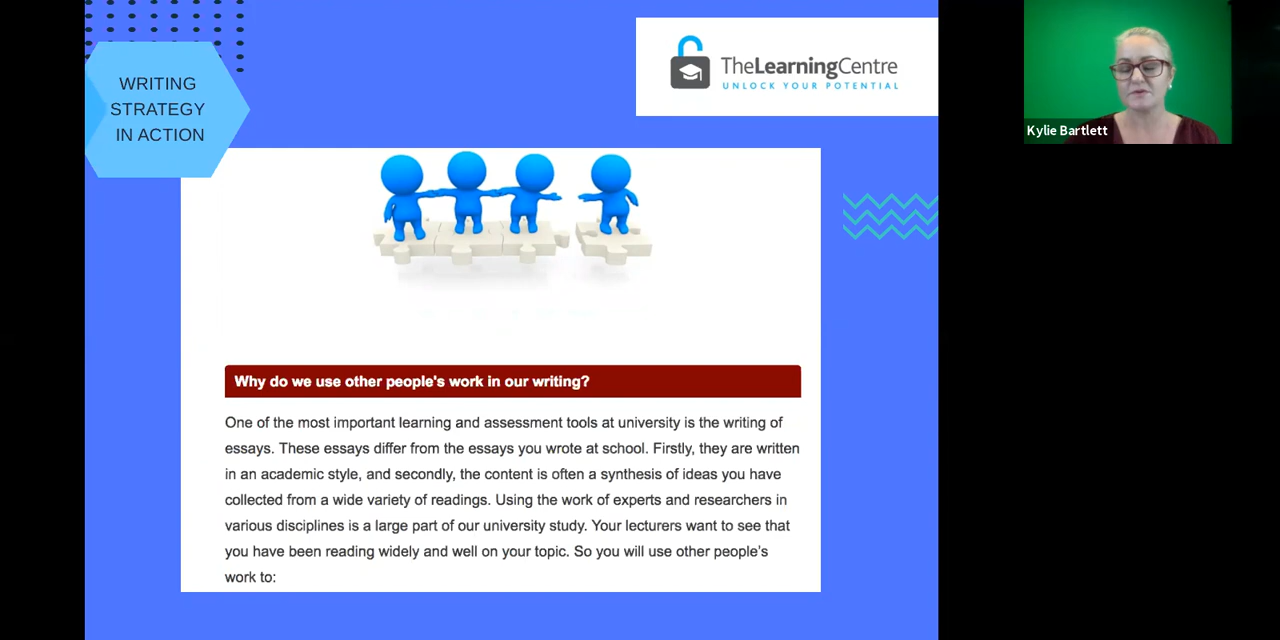 WRITING
STRATEGY
IN ACTION
TheLearningCentre
UNLOCK YOUR POTENTIAL
Kylie Bartlett
Why do we use other people's work in our writing?
One of the most important learning and assessment tools at university is the writing of
essays. These essays differ from the essays you wrote at school. Firstly, they are written
in an academic style, and secondly, the content is often a synthesis of ideas you have
collected from a wide variety of readings. Using the work of experts and researchers in
various disciplines is a large part of our university study. Your lecturers want to see that
you have been reading widely and well on your topic. So you will use other people’s
work to: